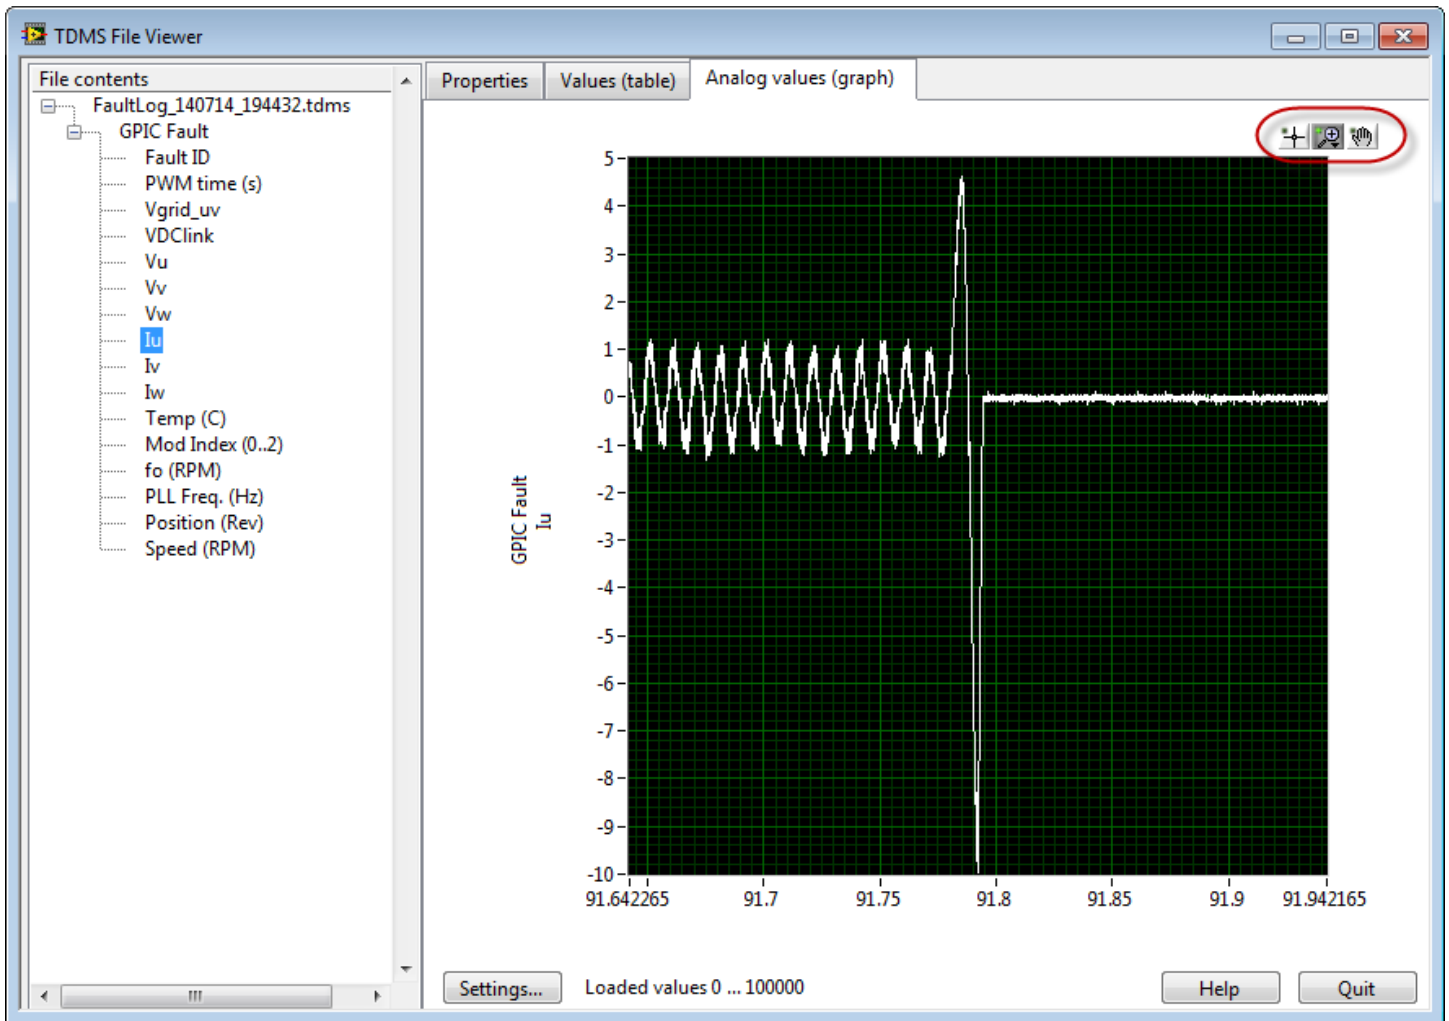 TDMS File Viewer
File contents
FaultLog_140714_194432.tdms
GPIC Fault
Fault ID
PWM time (s)
Vgrid_uv
VDClink
Vu
Vv
Vw
Iu
Iv
Iw
Temp (C)
Mod Index (0..2)
fo (RPM)
PLL Freq. (Hz)
Position (Rev)
Speed (RPM)
Properties
Values (table)
Analog values (graph)
5
4
3
2
1
0
-1
-2
-3
-4
-5
-6
-7
-8
-9
-10
GPIC Fault
Iu
91.642265 91.7 91.75 91.8 91.85 91.9 91.942165
Settings...
Loaded values 0 ... 100000
Help
Quit